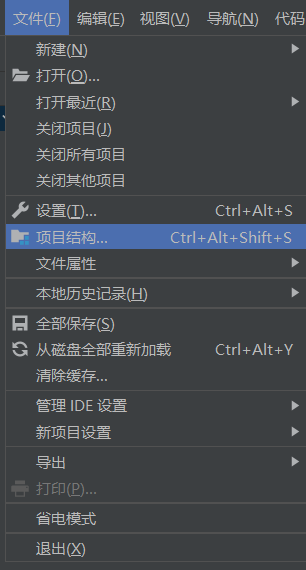 文件(F) 编辑(E) 视图(V) 导航(N) 代码
新建(N)
打开(O)...
打开最近(R)
关闭项目(J)
关闭所有项目
关闭其他项目
设置(T)... Ctrl+Alt+S
项目结构... Ctrl+Alt+Shift+S
文件属性
本地历史记录(H)
全部保存(S)
从磁盘全部重新加载 Ctrl+Alt+Y
清除缓存...
管理 IDE 设置
新项目设置
导出
打印(P)...
省电模式
退出(X)